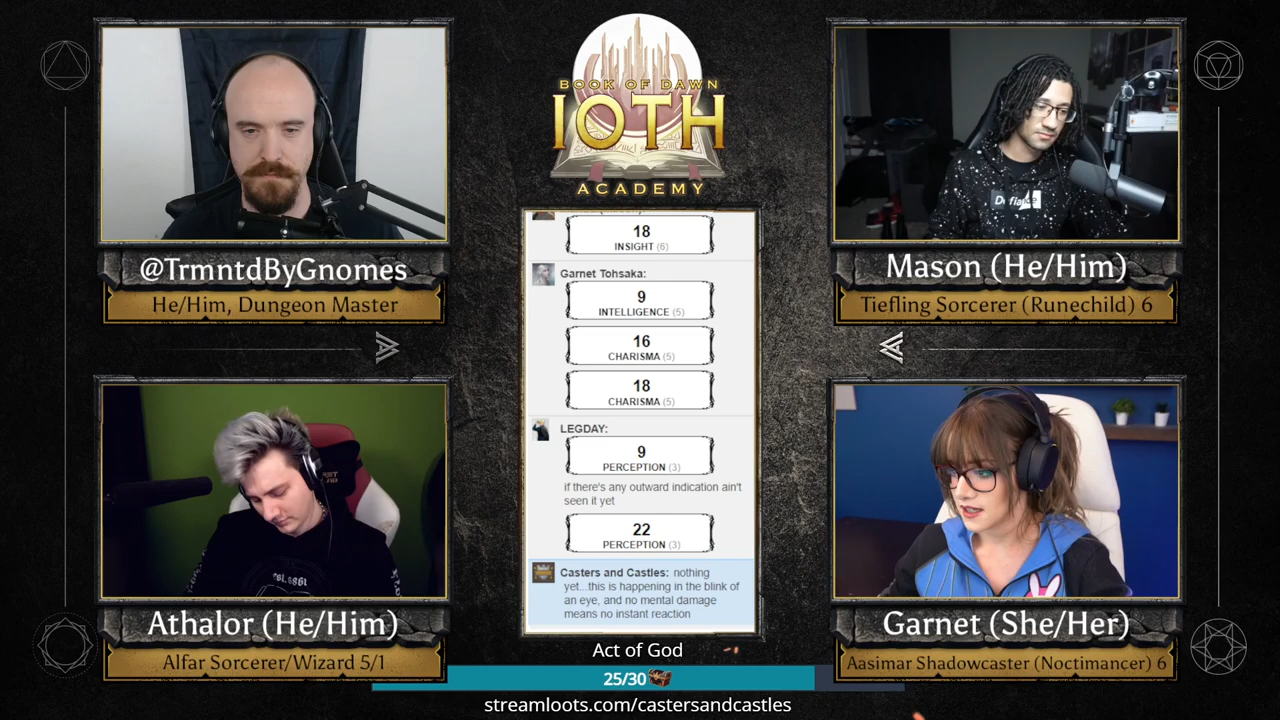 BOOK OF DAWN
IOTH
ACADEMY
@TrmntdByGnomes
He/Him, Dungeon Master
Mason (He/Him)
Tiefling Sorcerer (Runechild) 6
Athalor (He/Him)
Alfar Sorcerer/Wizard 5/1
Garnet (She/Her)
Aasimar Shadowcaster (Noctimancer) 6
18
INSIGHT (6)
Garnet Tohsaka:
9
INTELLIGENCE (5)
16
CHARISMA (5)
18
CHARISMA (5)
LEGDAY:
9
PERCEPTION (3)
if there's any outward indication ain't
seen it yet
22
PERCEPTION (3)
Casters and Castles: nothing
yet...this is happening in the blink of
an eye, and no mental damage
means no instant reaction
Act of God
25/30
streamloots.com/castersandcastles